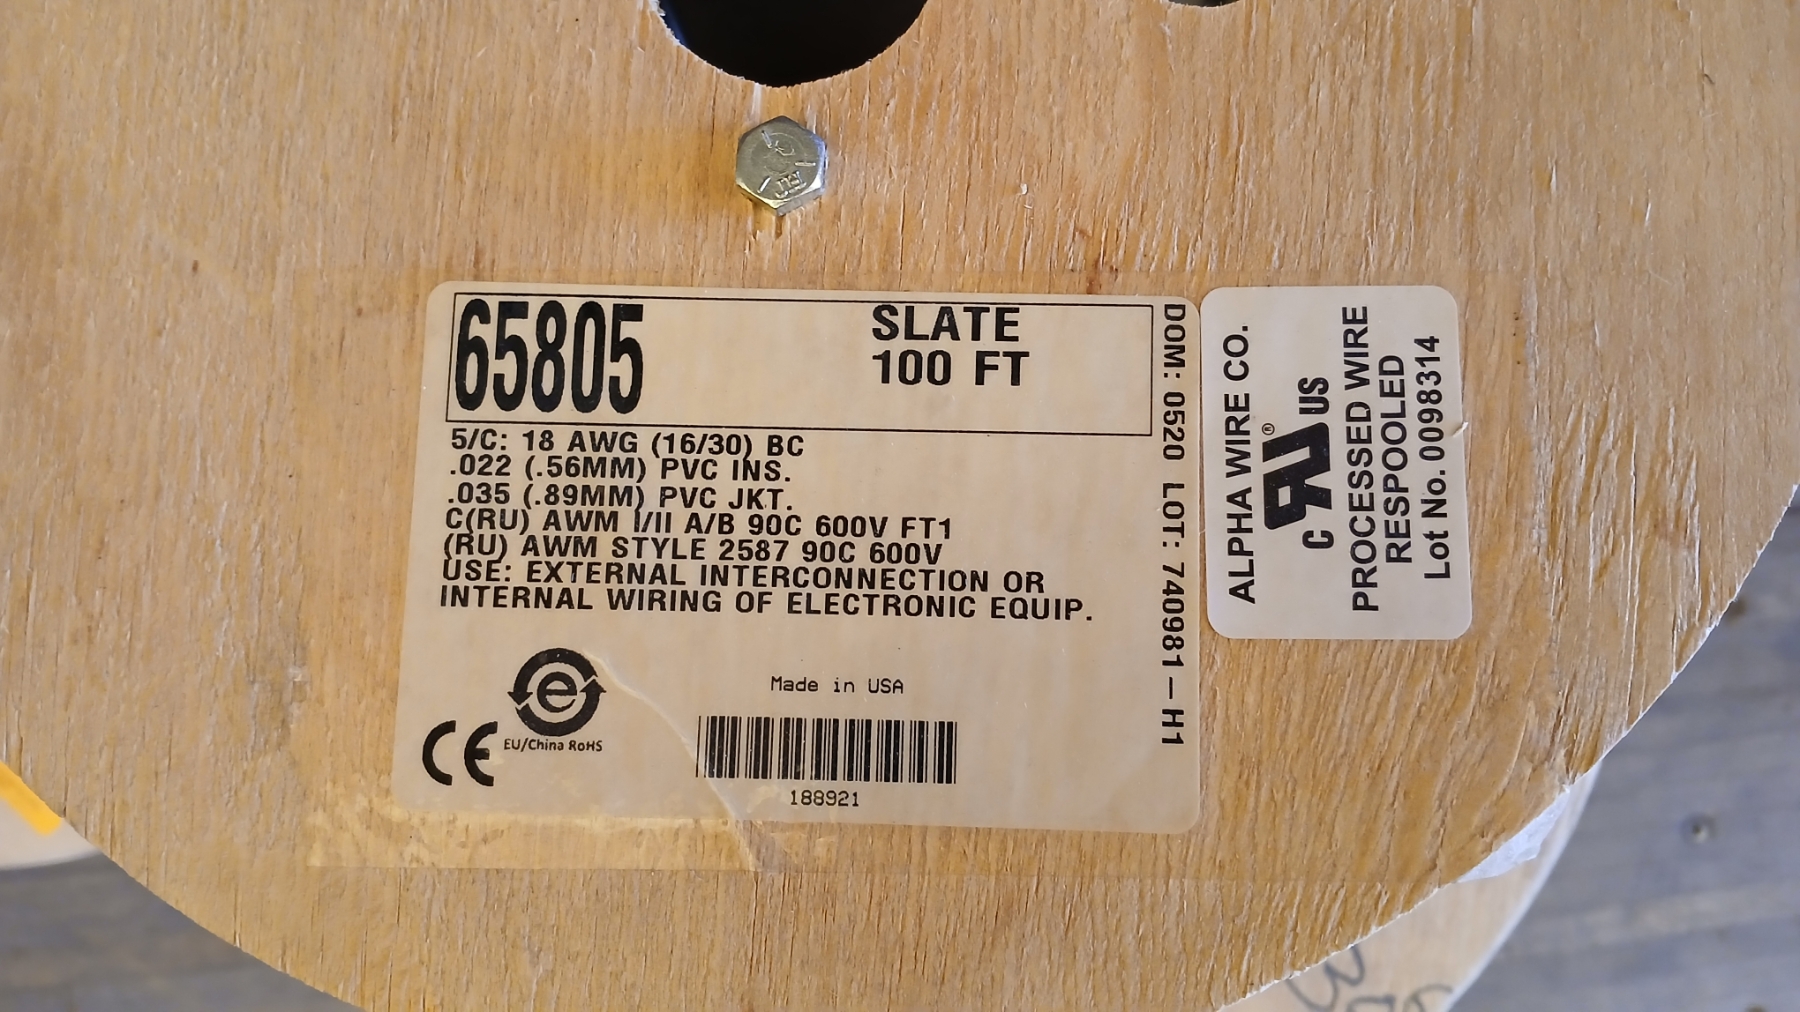 65805
SLATE
100 FT
5/C: 18 AWG (16/30) BC
.022 (.56MM) PVC INS.
.035 (.89MM) PVC JKT.
C(RU) AWM I/II A/B 90C 600V FT1
(RU) AWM STYLE 2587 90C 600V
USE: EXTERNAL INTERCONNECTION OR
INTERNAL WIRING OF ELECTRONIC EQUIP.
e
CE
EU/China RoHS
Made in USA
188921
DOM: 0520 LOT: 740981-H1
ALPHA WIRE CO.
C RU® US
PROCESSED WIRE
RESPOOLED
Lot No. 0098314